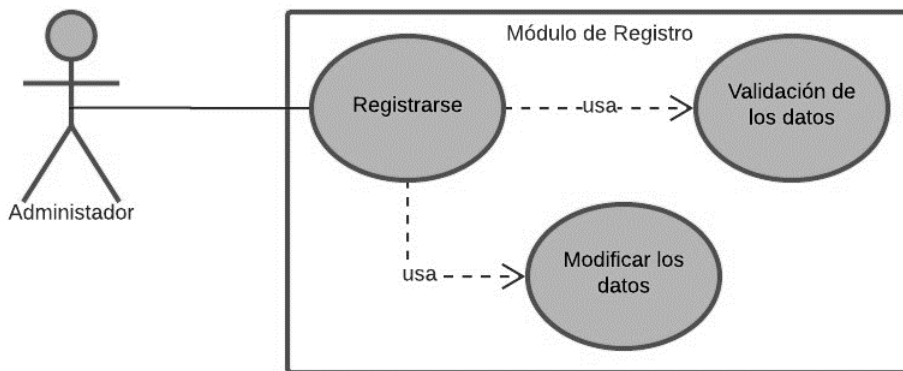 Módulo de Registro
Registrarse
usa
Validación de
los datos
Administador
usa
Modificar los
datos